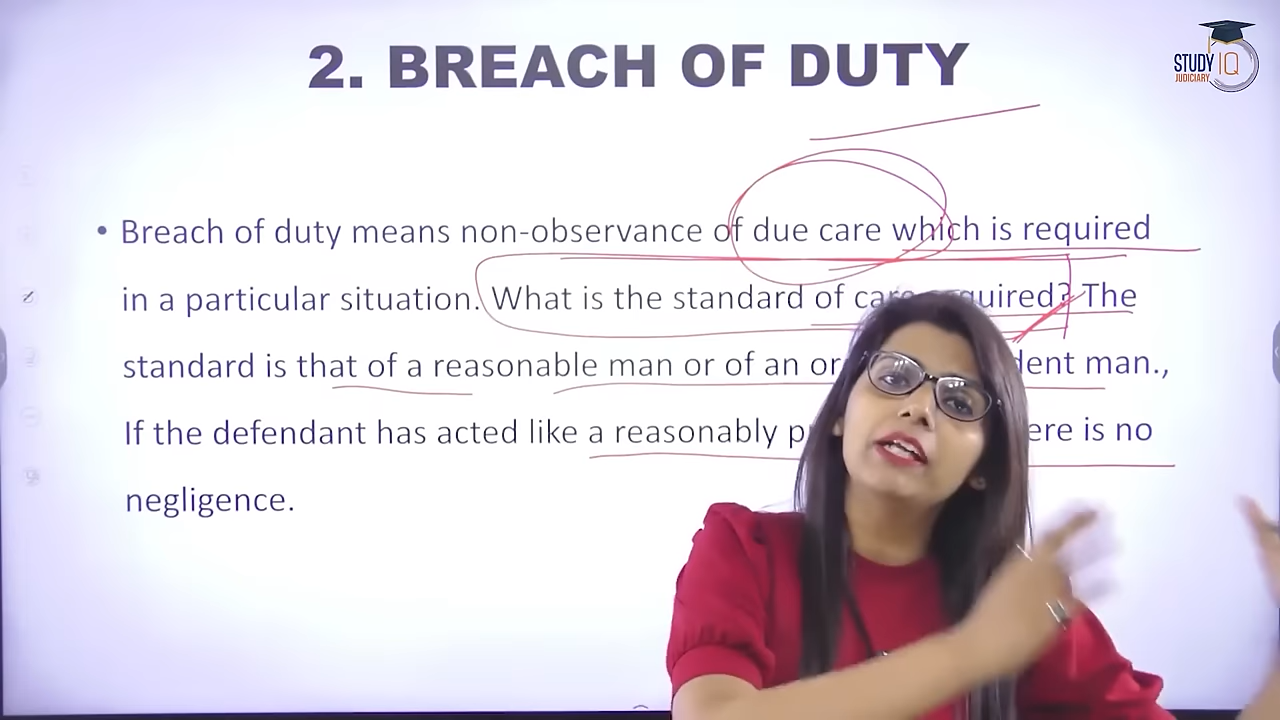 2. BREACH OF DUTY
STUDY IQ
JUDICIARY
• Breach of duty means non-observance of due care which is required
in a particular situation. What is the standard of care required? The
standard is that of a reasonable man or of an man.,
If the defendant has acted like a reasonably is no
negligence.